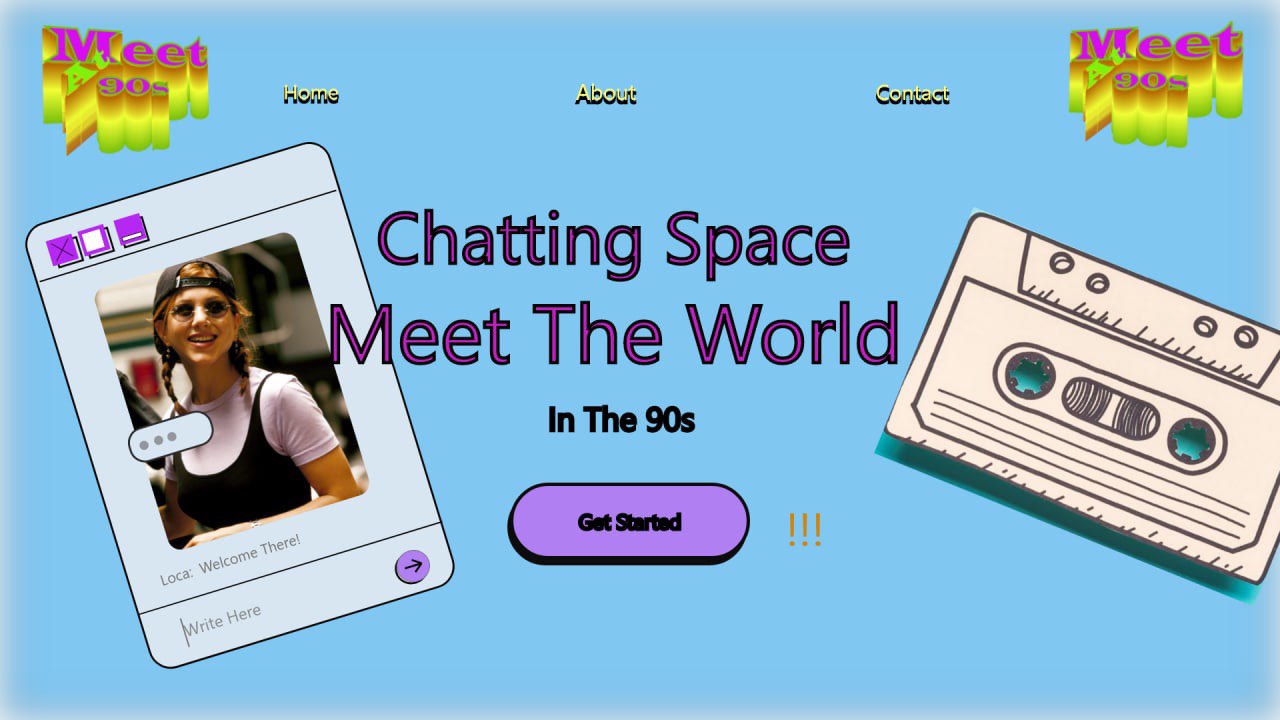 Meet
At
90s
Home
About
Contact
Meet
At
90s
Chatting Space
Meet The World
In The 90s
Get Started
!!!
Loca: Welcome There!
Write Here